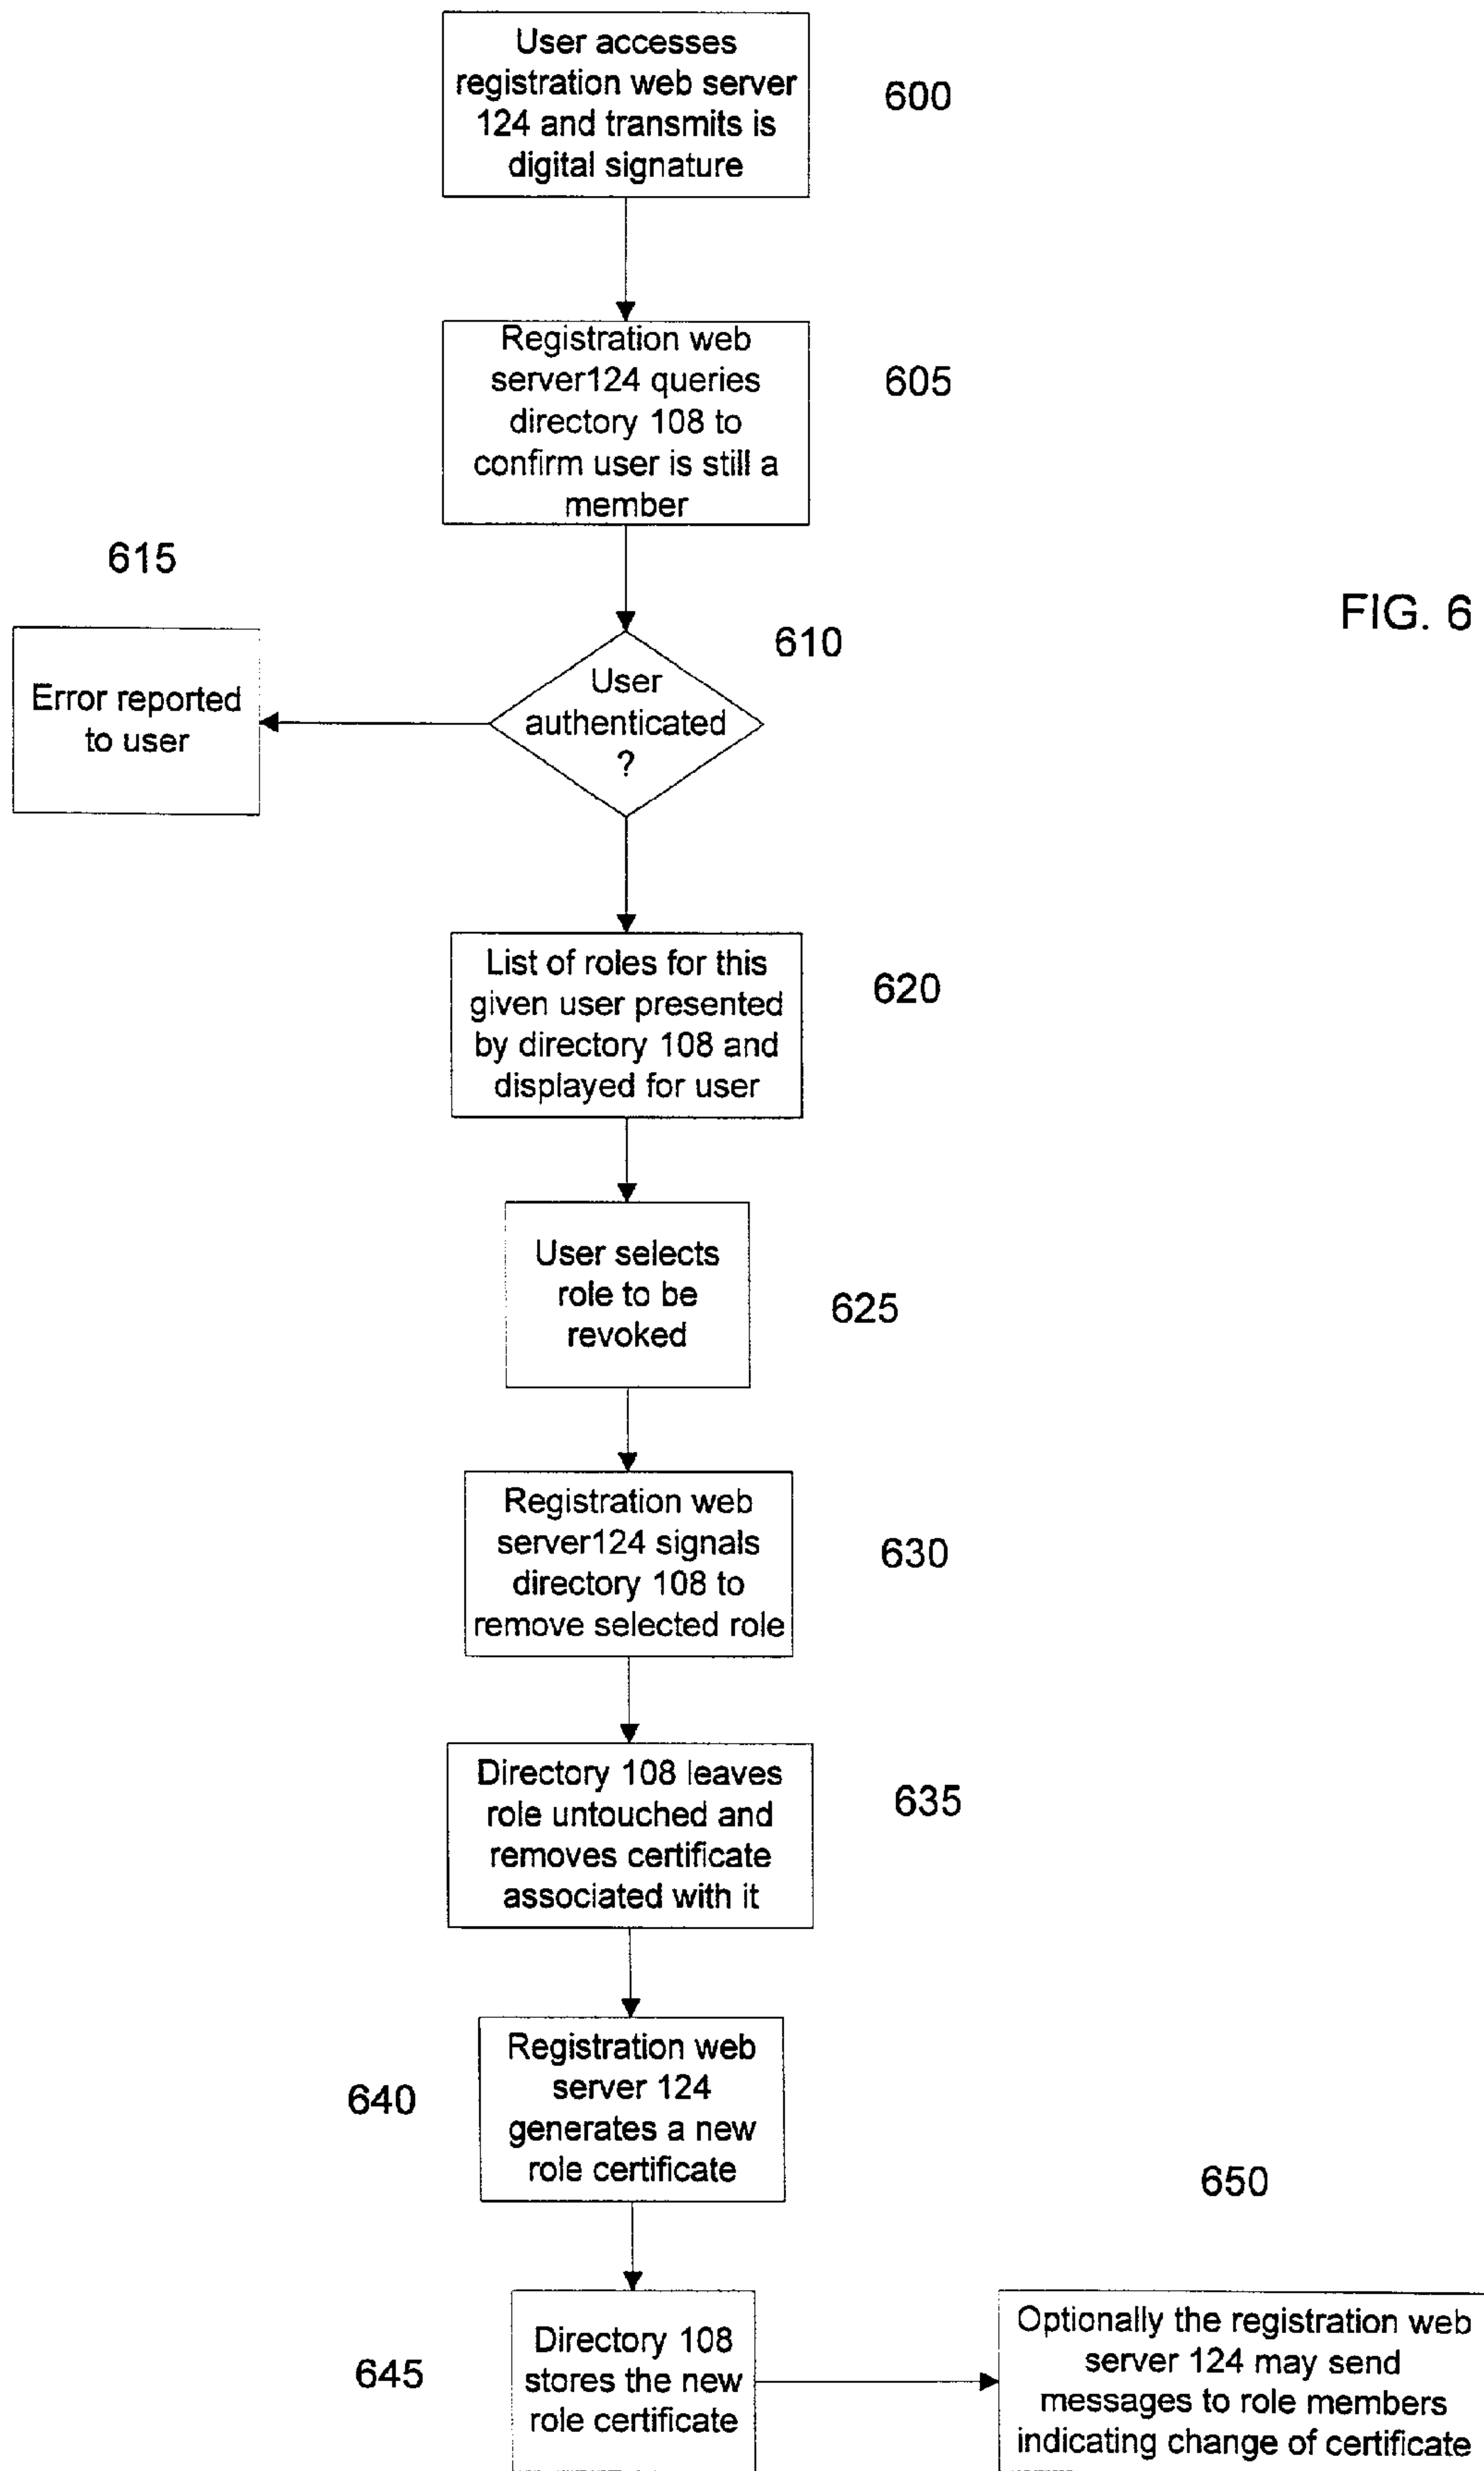 User accesses
registration web server
124 and transmits is
digital signature
600
Registration web
server124 queries
directory 108 to
confirm user is still a
member
605
615
FIG. 6
Error reported
to user
610
User
authenticated
?
List of roles for this
given user presented
by directory 108 and
displayed for user
620
User selects
role to be
revoked
625
Registration web
server124 signals
directory 108 to
remove selected role
630
Directory 108 leaves
role untouched and
removes certificate
associated with it
635
Registration web
server 124
generates a new
role certificate
640
650
Directory 108
stores the new
role certificate
645
Optionally the registration web
server 124 may send
messages to role members
indicating change of certificate